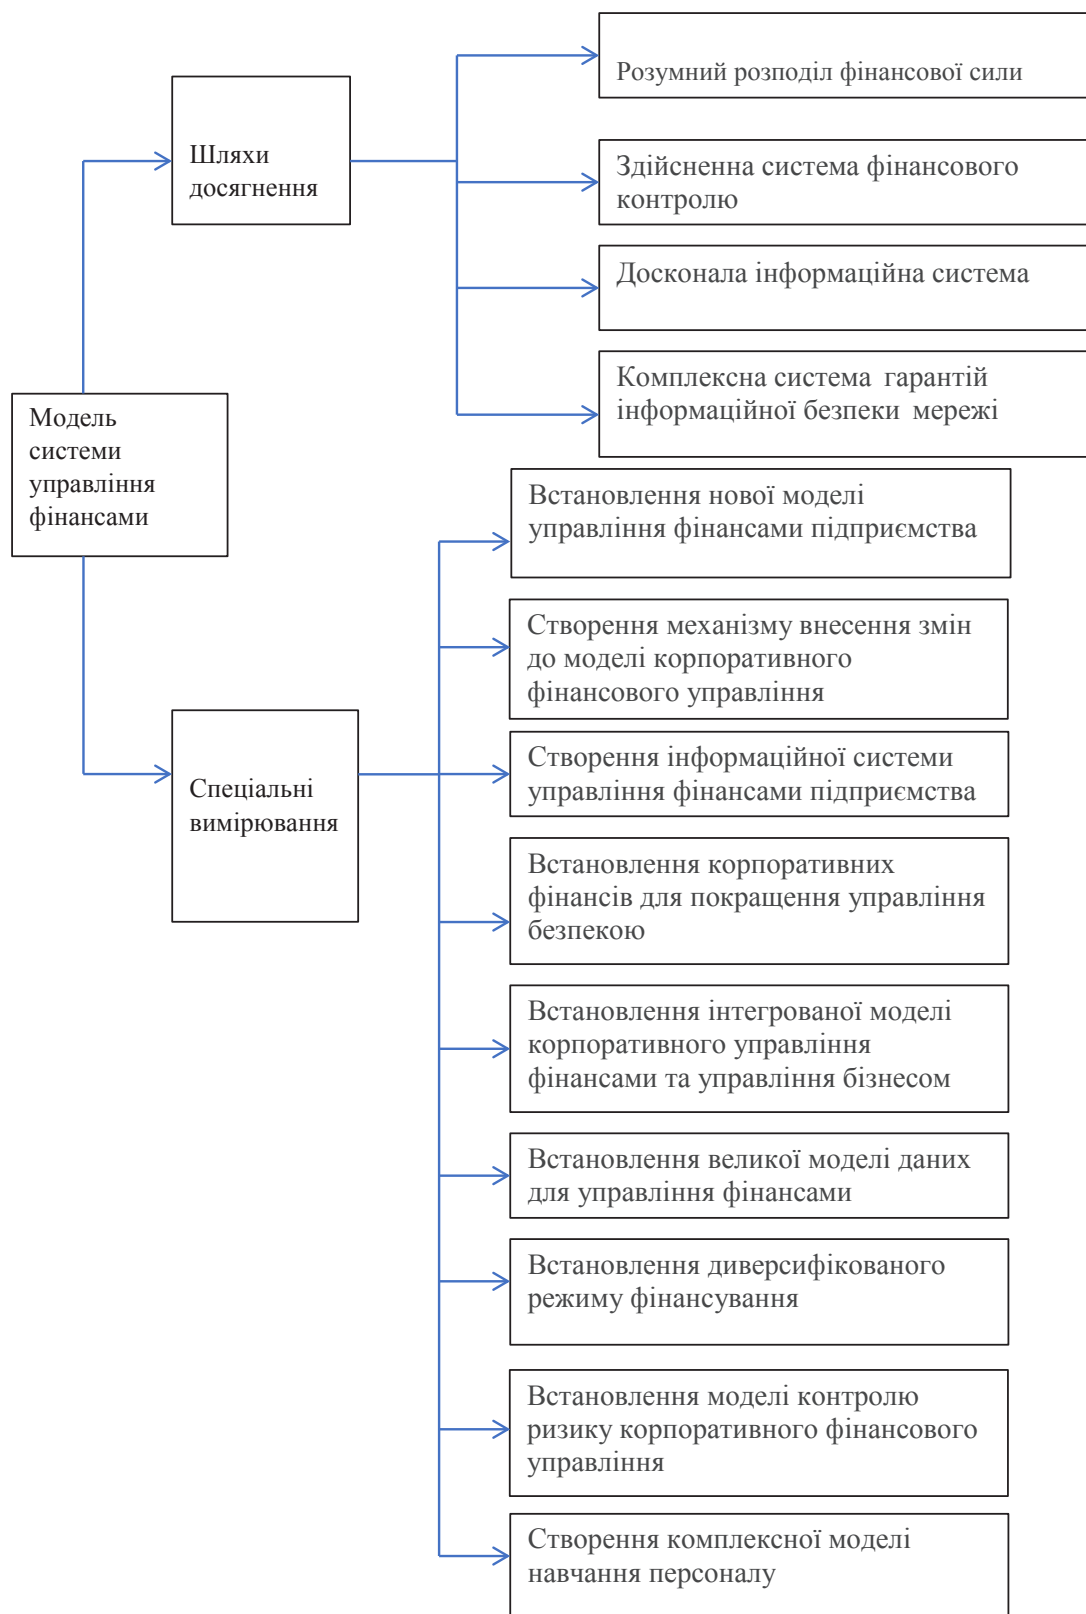 Розумний розподіл фінансової сили
Шляхи
досягнення
Здійсненна система фінансового
контролю
Досконала інформаційна система
Комплексна система гарантій
інформаційної безпеки мережі
Модель
системи
управління
фінансами
Встановлення нової моделі
управління фінансами підприємства
Створення механізму внесення змін
до моделі корпоративного
фінансового управління
Спеціальні
вимірювання
Створення інформаційної системи
управління фінансами підприємства
Встановлення корпоративних
фінансів для покращення управління
безпекою
Встановлення інтегрованої моделі
корпоративного управління
фінансами та управління бізнесом
Встановлення великої моделі даних
для управління фінансами
Встановлення диверсифікованого
режиму фінансування
Встановлення моделі контролю
ризику корпоративного фінансового
управління
Створення комплексної моделі
навчання персоналу